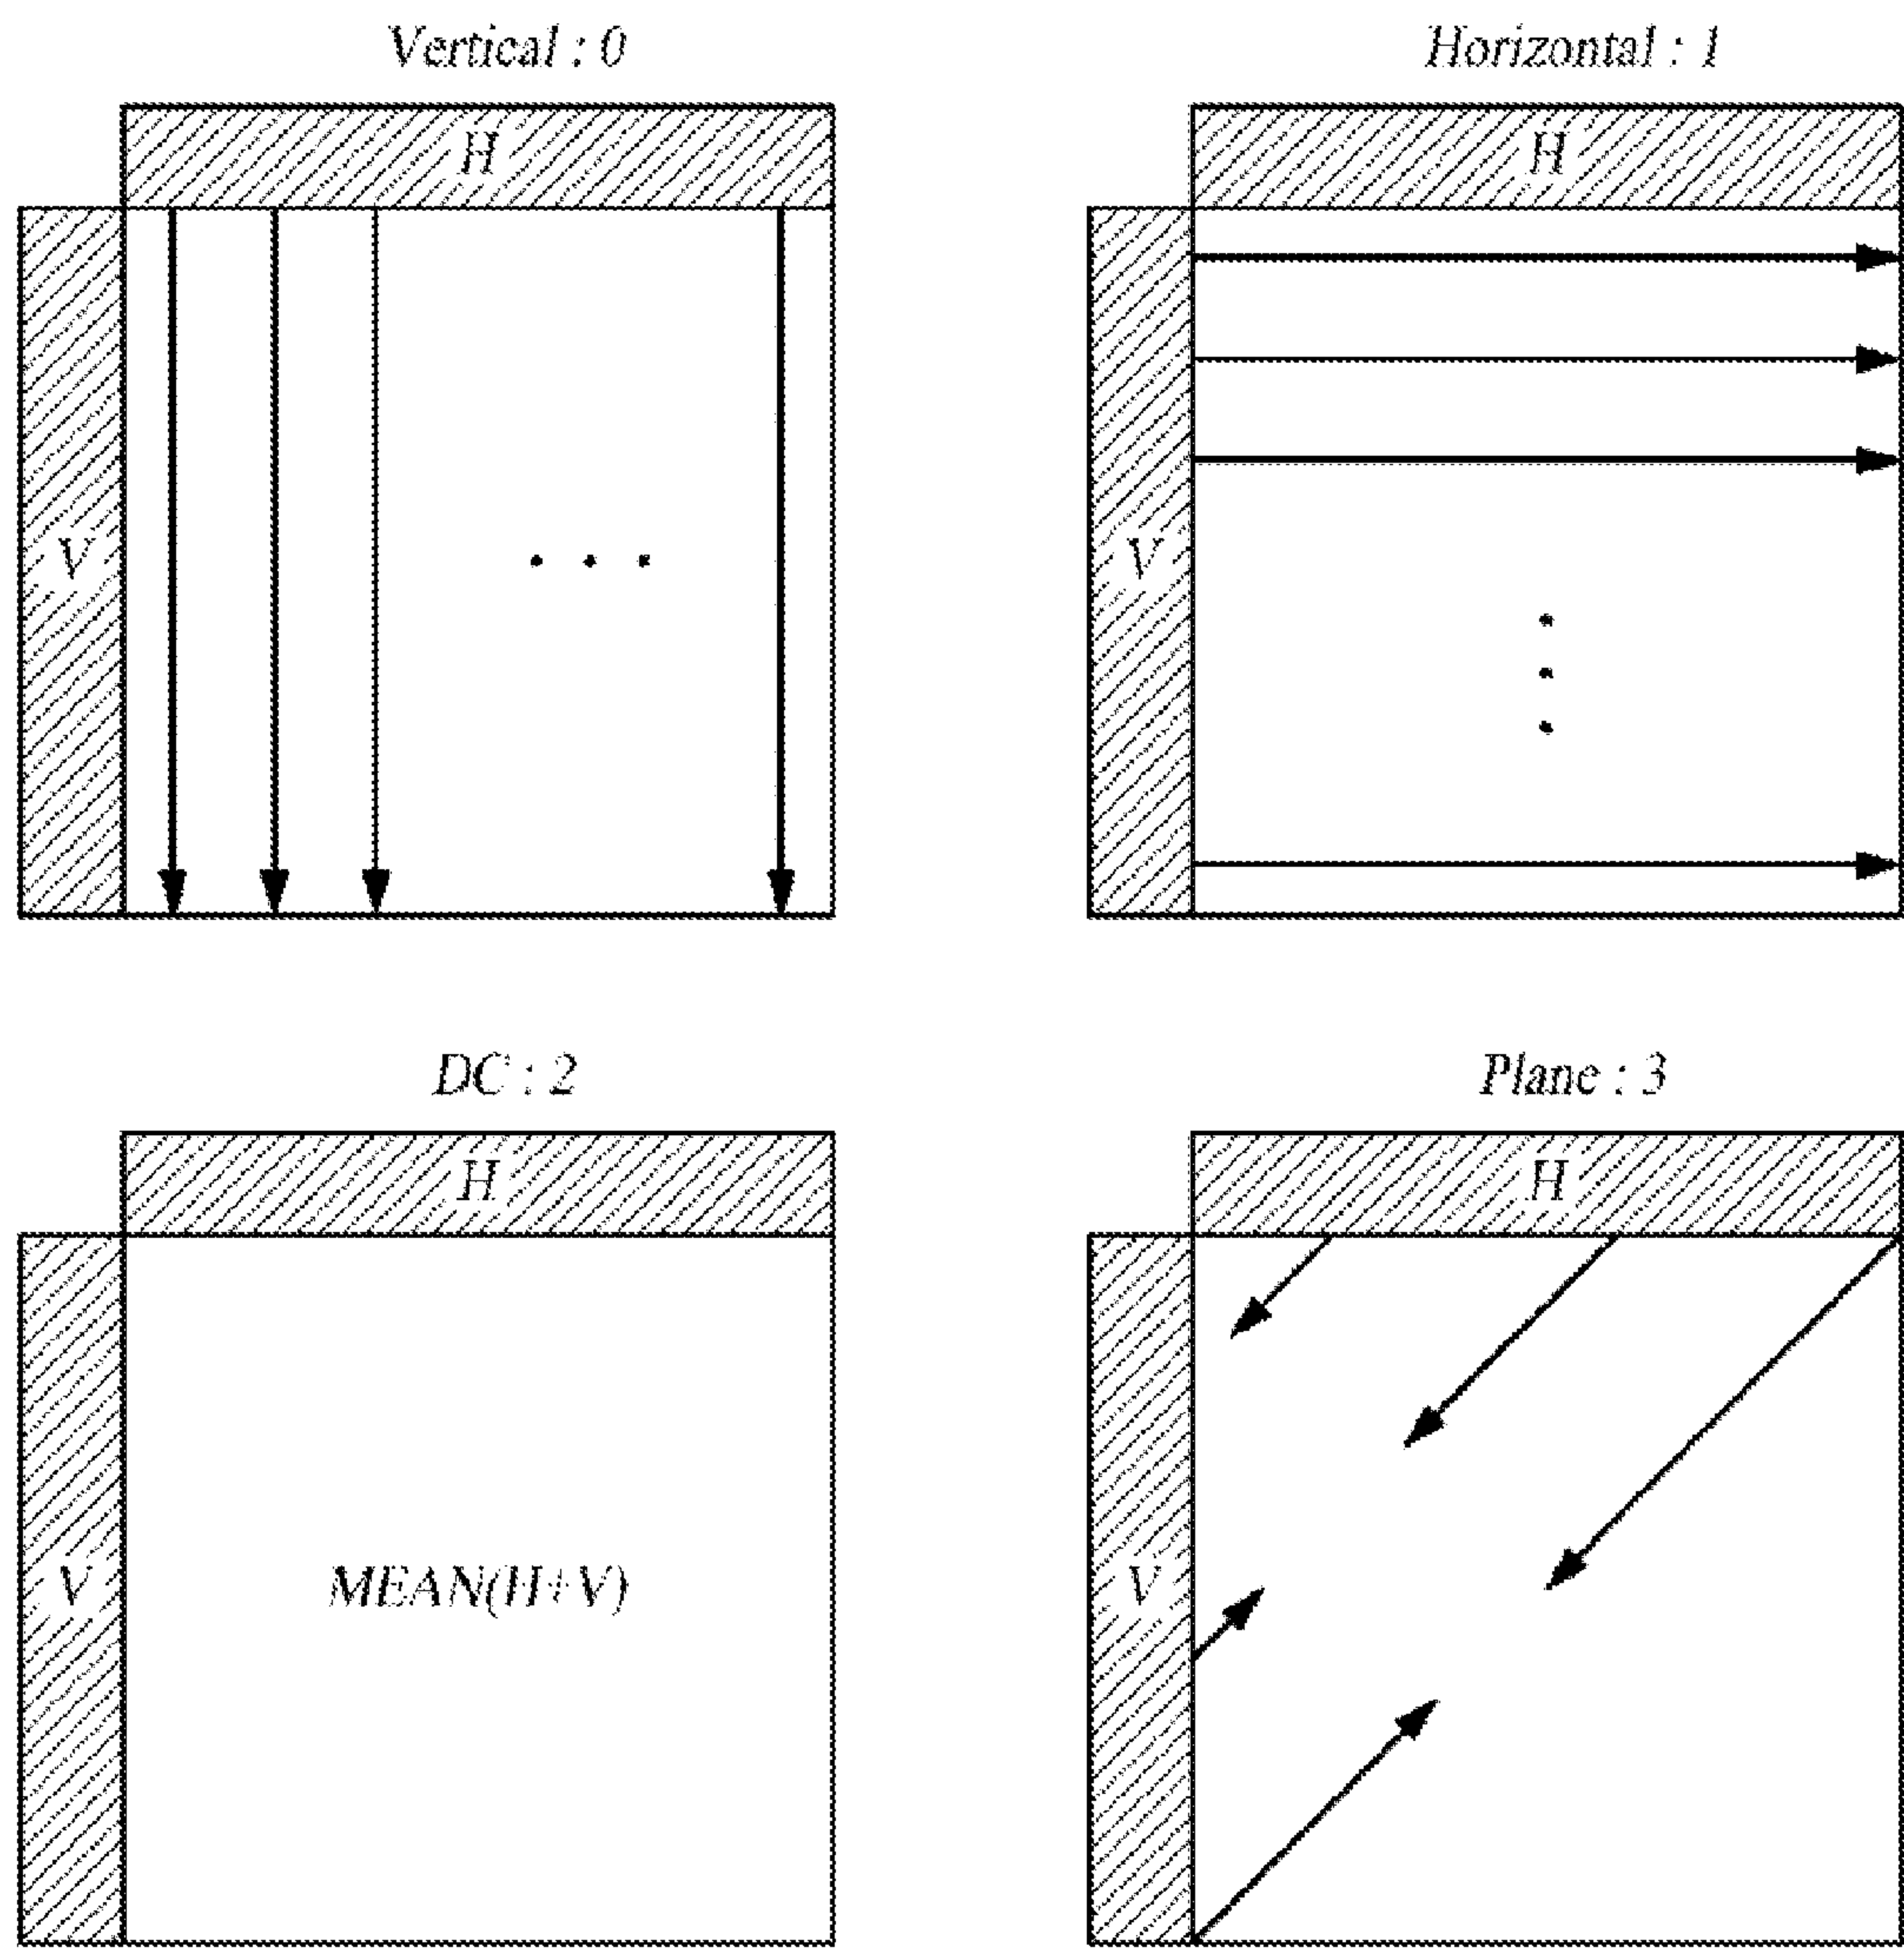 Vertical : 0
H
V
Horizontal : 1
H
V
DC : 2
H
V
MEAN(H+V)
Plane : 3
H
V